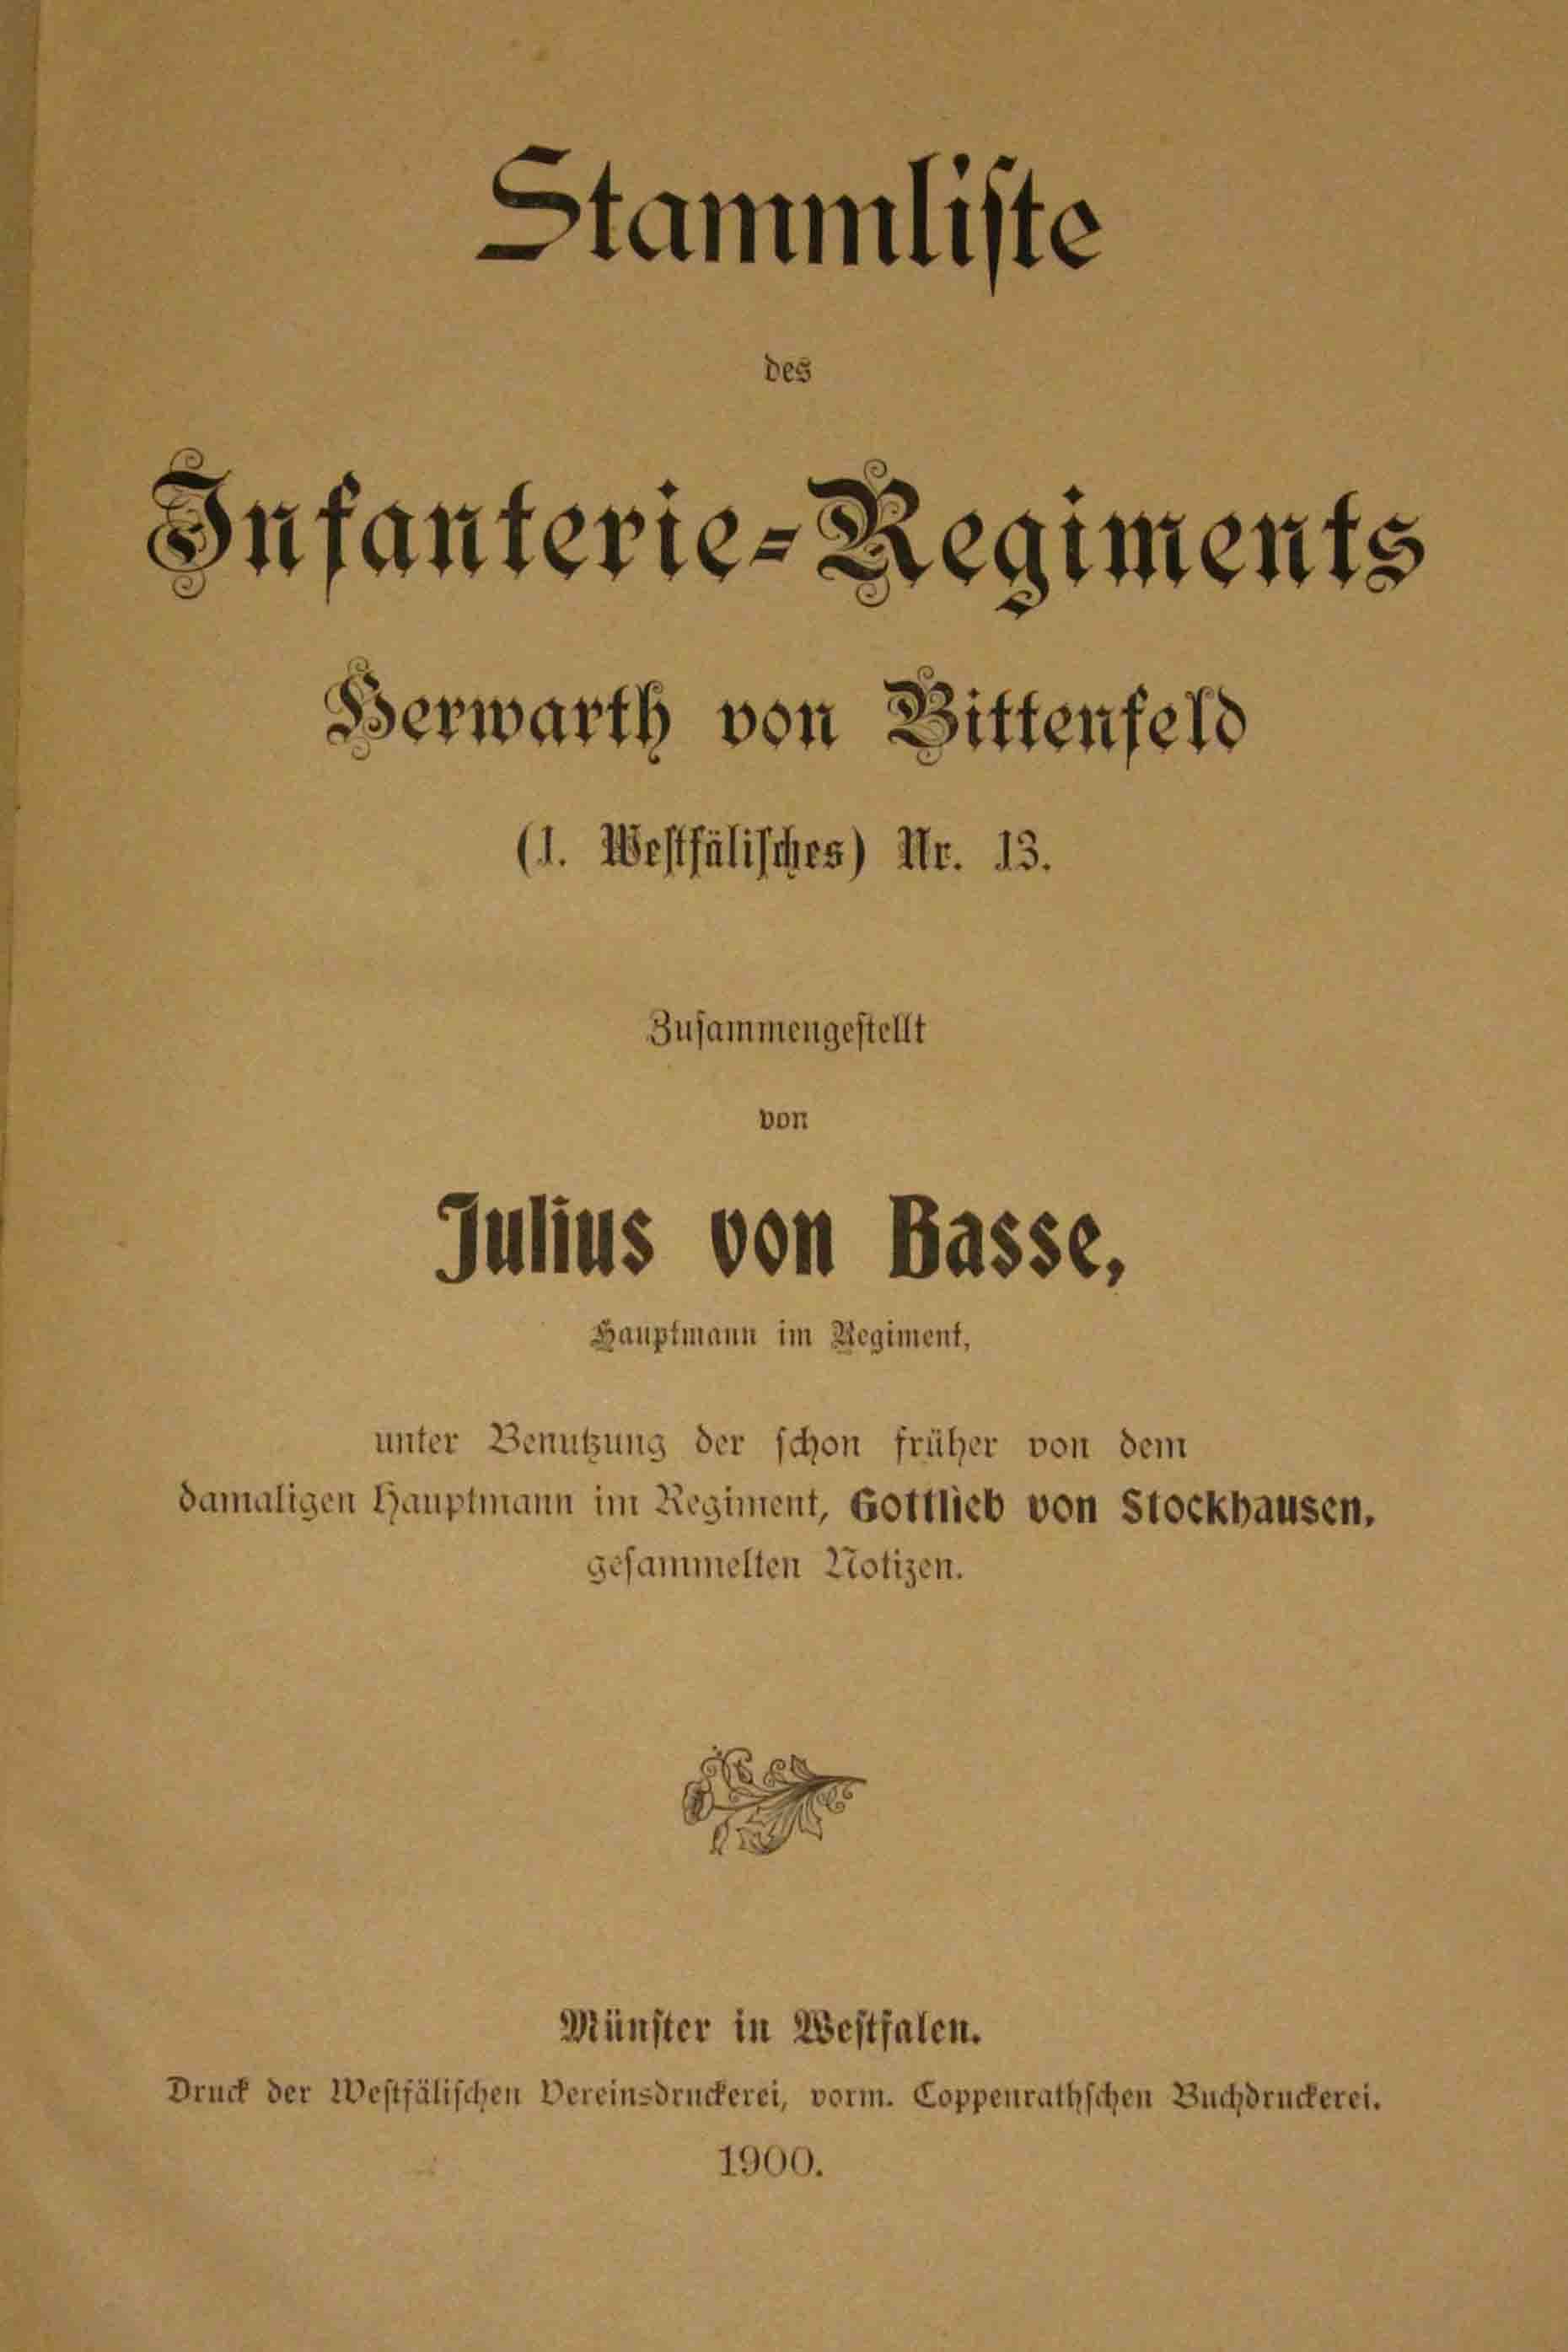 Stammliſte
des
Infanterie-Regiments
Herwarth von Bittenfeld
(1. Weſtfäliſches) Nr. 13.
Zuſammengeſtellt
von
Julius von Basse,
Hauptmann im Regiment,
unter Benutzung der ſchon früher von dem
damaligen Hauptmann im Regiment, Gottlieb von Stockhausen,
geſammelten Notizen.
Münſter in Weſtfalen.
Druck der Weſtfäliſchen Vereinsdruckerei, vorm. Coppenrathſchen Buchdruckerei.
1900.